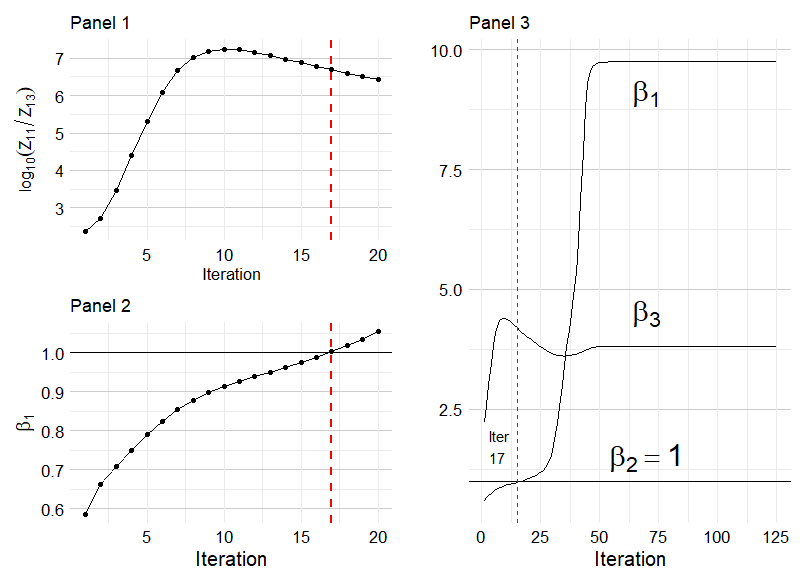 Panel 1
7
6
5
4
3
log₁₀(Z₁₁/Z₁₃)
5 10 15 20
Iteration
Panel 2
1.0
0.9
0.8
0.7
0.6
β₁
5 10 15 20
Iteration
Panel 3
10.0
7.5
5.0
2.5
β₁
β₃
Iter
17
β₂ = 1
0 25 50 75 100 125
Iteration